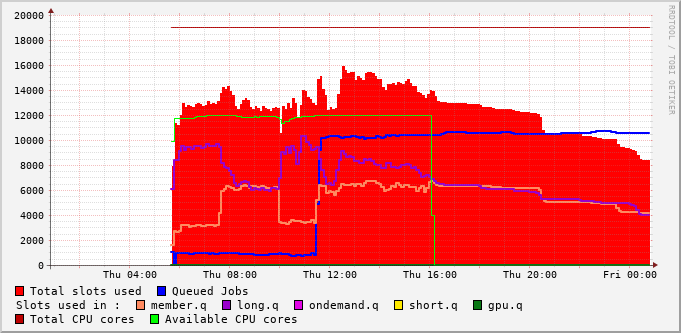 RRDTOOL / TOBI OETIKER
20000
18000
16000
14000
12000
10000
8000
6000
4000
2000
0
Thu 04:00 Thu 08:00 Thu 12:00 Thu 16:00 Thu 20:00 Fri 00:00
Total slots used Queued Jobs
Slots used in : member.q long.q ondemand.q short.q gpu.q
Total CPU cores Available CPU cores